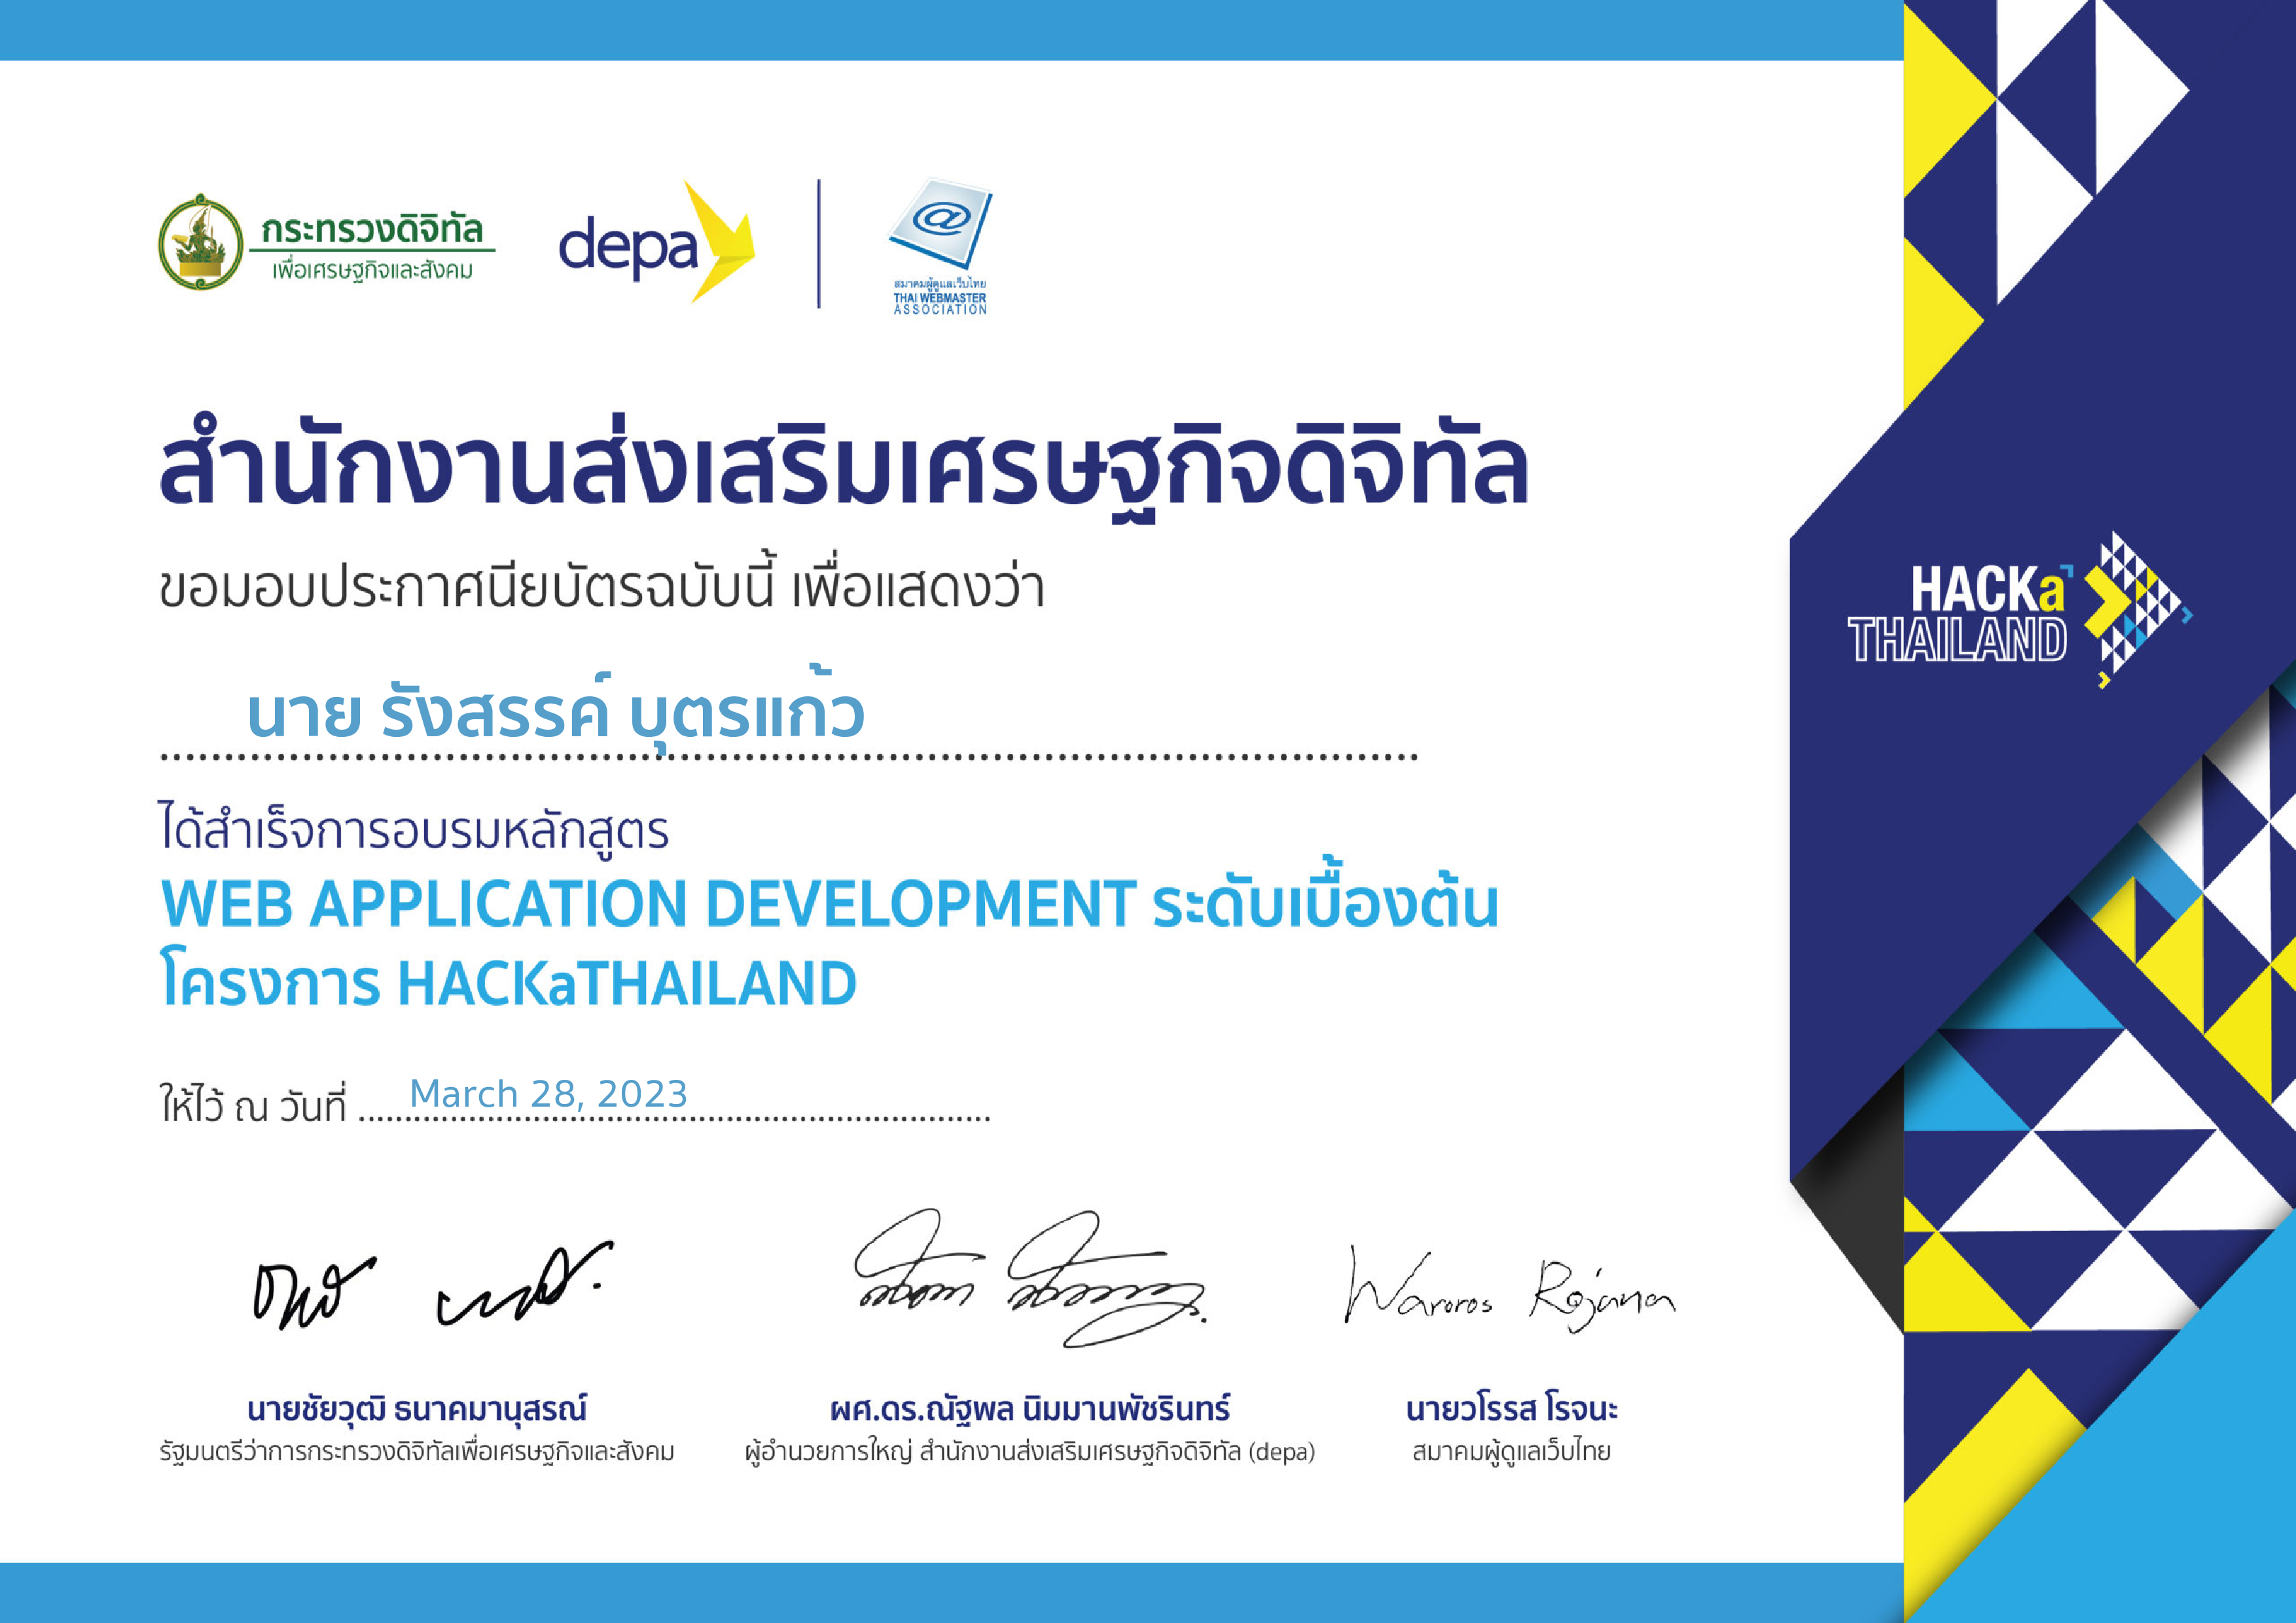 กระทรวงดิจิทัล
เพื่อเศรษฐกิจและสังคม
depa
@
สมาคมผู้ดูแลเว็บไทย
THAI WEBMASTER
ASSOCIATION
สำนักงานส่งเสริมเศรษฐกิจดิจิทัล
ขอมอบประกาศนียบัตรฉบับนี้ เพื่อแสดงว่า
นาย รังสรรค์ บุตรแก้ว
ได้สำเร็จการอบรมหลักสูตร
WEB APPLICATION DEVELOPMENT ระดับเบื้องต้น
โครงการ HACKaTHAILAND
ให้ไว้ ณ วันที่ March 28, 2023
HACKa
THAILAND
Waroros Rojana
นายชัยวุฒิ ธนาคมานุสรณ์
รัฐมนตรีว่าการกระทรวงดิจิทัลเพื่อเศรษฐกิจและสังคม
ผศ.ดร.ณัฐพล นิมมานพัชรินทร์
ผู้อำนวยการใหญ่ สำนักงานส่งเสริมเศรษฐกิจดิจิทัล (depa)
นายวโรรส โรจนะ
สมาคมผู้ดูแลเว็บไทย